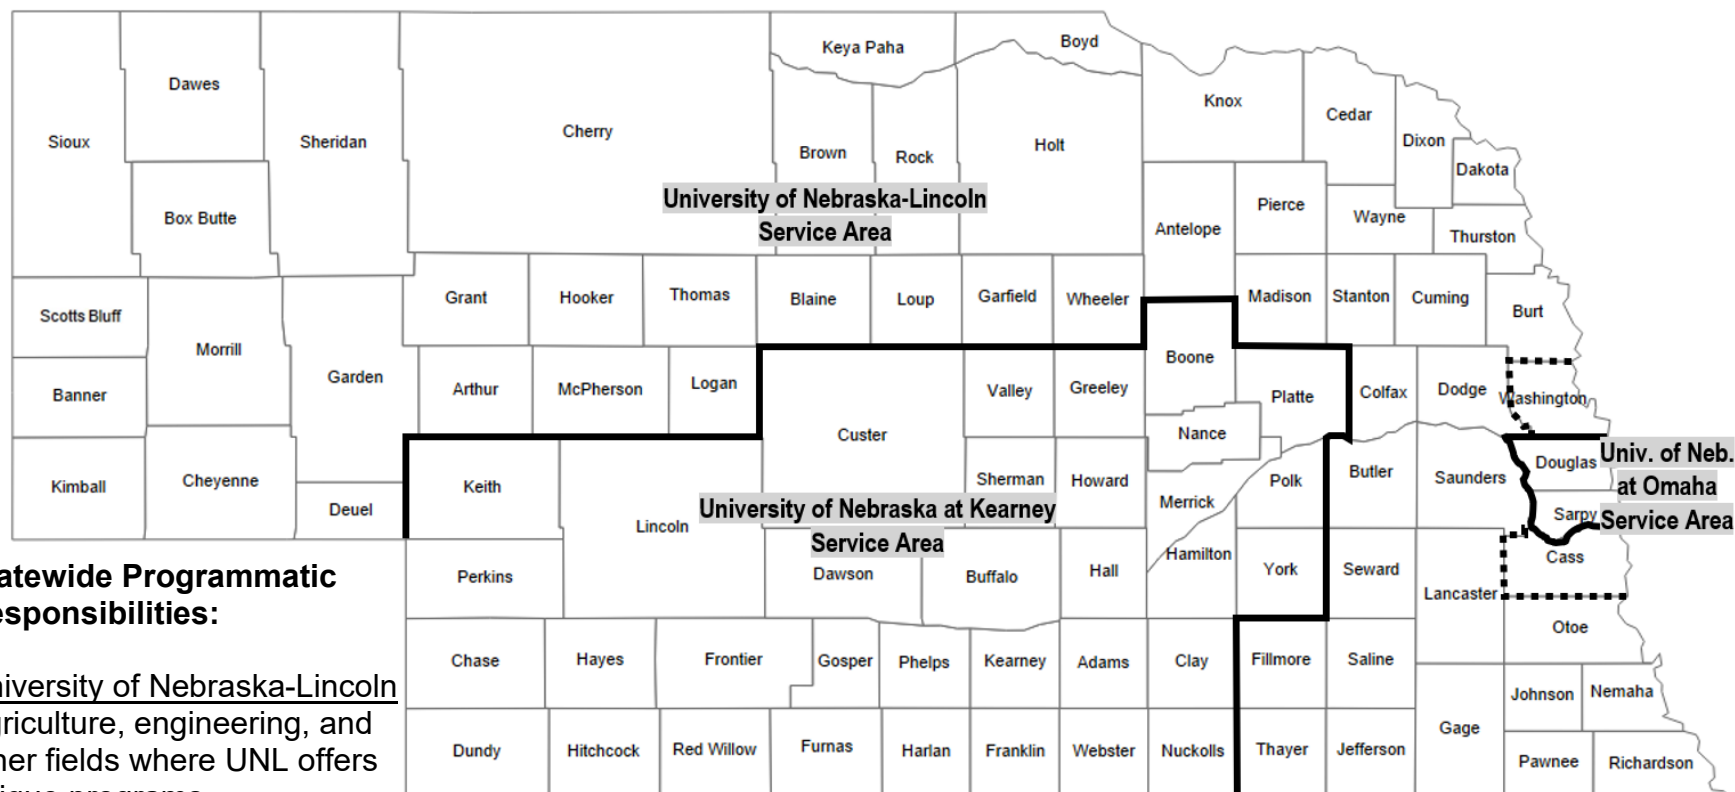 Keya Paha
Boyd
Dawes
Knox
Cedar
Cherry
Sioux
Sheridan
Dixon
Holt
Brown
Rock
Dakota
University of Nebraska-Lincoln
Service Area
Pierce
Box Butte
Wayne
Antelope
Thurston
Grant
Hooker
Thomas
Blaine
Loup
Garfield
Wheeler
Madison
Stanton
Cuming
Burt
Scotts Bluff
Morrill
Boone
Garden
Banner
Arthur
McPherson
Logan
Valley
Greeley
Platte
Colfax
Dodge
Washington
Custer
Nance
Univ. of Neb.
at Omaha
Service Area
Douglas
Kimball
Cheyenne
Keith
Sherman
Howard
Polk
Butler
Saunders
Deuel
Lincoln
University of Nebraska at Kearney
Service Area
Merrick
Sarpy
Hamilton
Cass
Perkins
Dawson
Buffalo
Hall
York
Seward
Lancaster
Otoe
atewide Programmatic
esponsibilities:
Chase
Hayes
Frontier
Gosper
Phelps
Kearney
Adams
Clay
Fillmore
Saline
Johnson
Nemaha
niversity of Nebraska-Lincoln
griculture, engineering, and
her fields where UNL offers
Dundy
Hitchcock
Red Willow
Furnas
Harlan
Franklin
Webster
Nuckolls
Thayer
Jefferson
Gage
Pawnee
Richardson